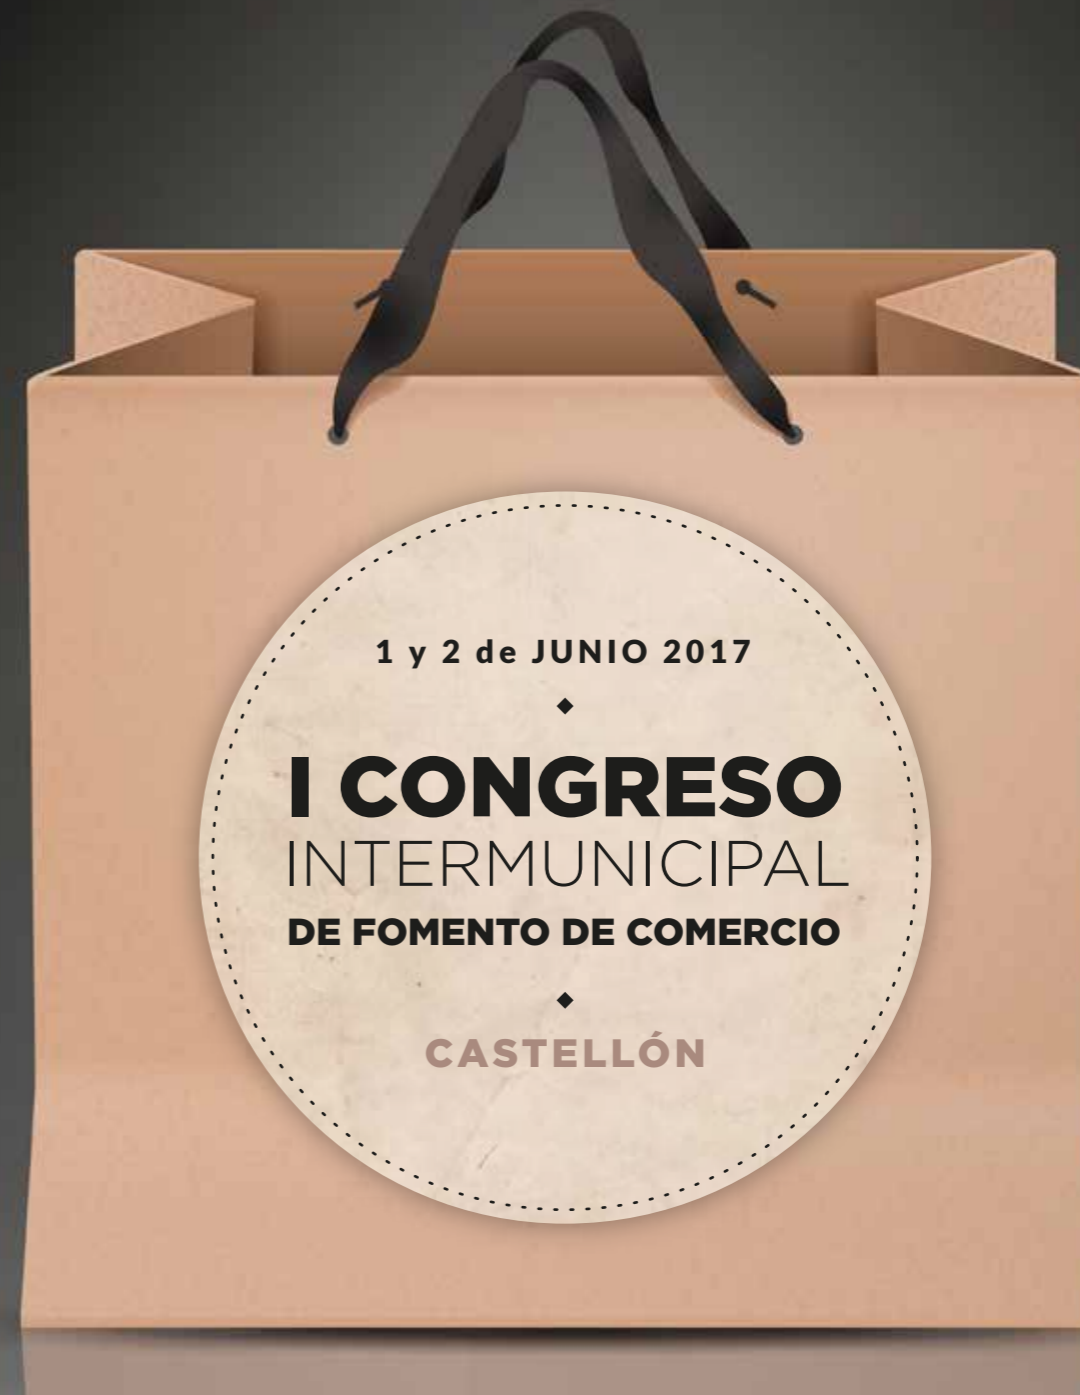 1 y 2 de JUNIO 2017
I CONGRESO
INTERMUNICIPAL
DE FOMENTO DE COMERCIO
CASTELLÓN